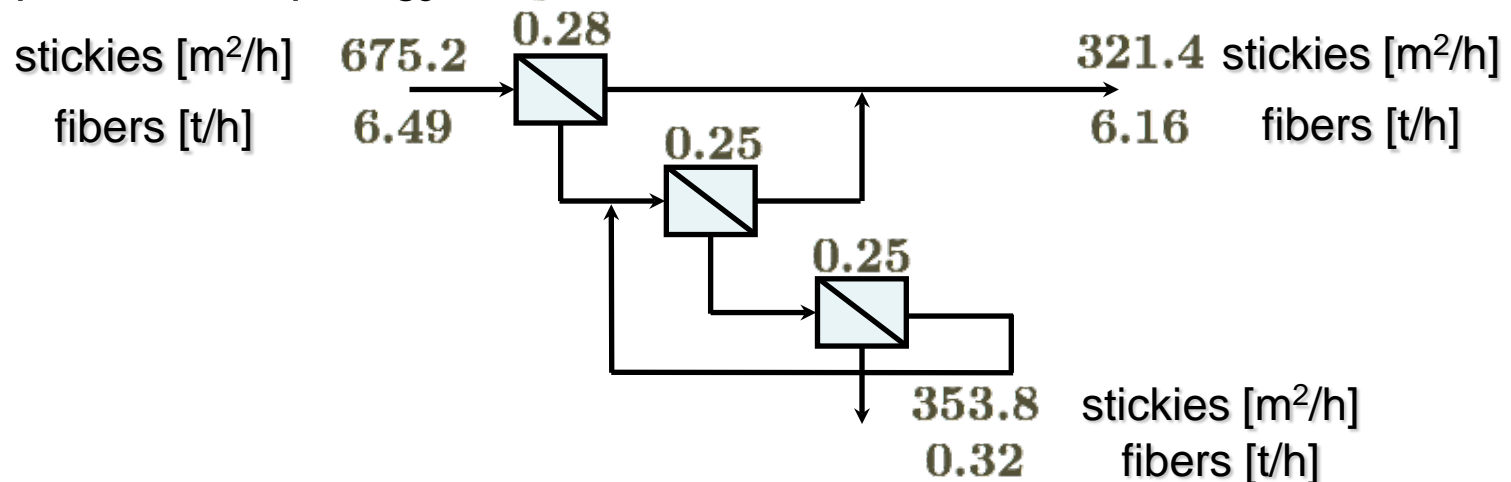 0.28
stickies [m²/h] 675.2 321.4 stickies [m²/h]
fibers [t/h] 6.49 6.16 fibers [t/h]
0.25
0.25
353.8 stickies [m²/h]
0.32 fibers [t/h]